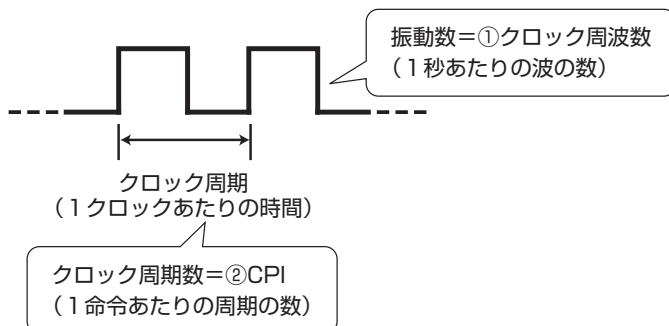 振動数＝①クロック周波数
（１秒あたりの波の数）
クロック周期
（１クロックあたりの時間）
クロック周期数＝②CPI
（１命令あたりの周期の数）